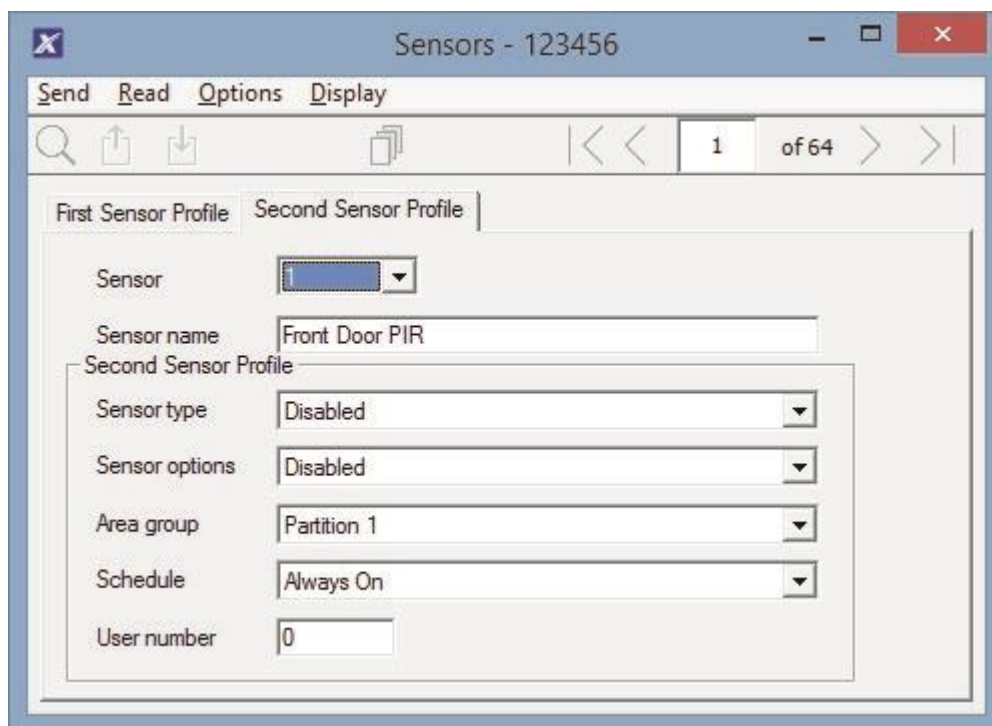 Sensors - 123456
Send Read Options Display
1 of 64
First Sensor Profile Second Sensor Profile
Sensor 1
Sensor name Front Door PIR
Second Sensor Profile
Sensor type Disabled
Sensor options Disabled
Area group Partition 1
Schedule Always On
User number 0